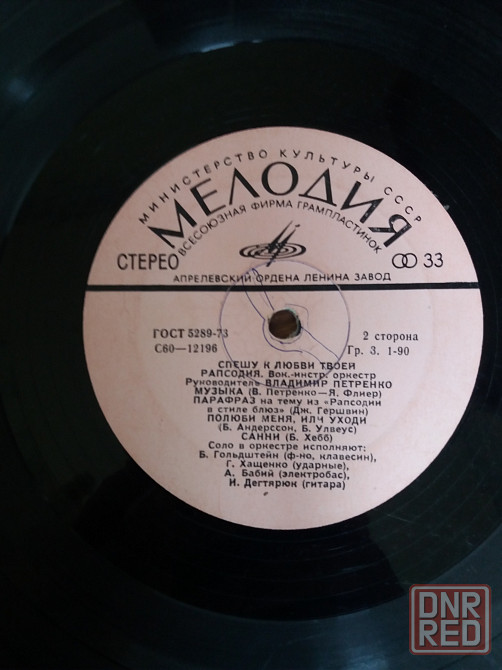 МИНИСТЕРСТВО КУЛЬТУРЫ СССР
МЕЛОДИЯ
ВСЕСОЮЗНАЯ ФИРМА ГРАМПЛАСТИНОК
СТЕРЕО 33
АПРЕЛЕВСКИЙ ОРДЕНА ЛЕНИНА ЗАВОД
ГОСТ 5289-73 2 сторона
С60—12196 Гр. 3. 1-90
СПЕШУ К ЛЮБВИ ТВОЕЙ
РАПСОДИЯ. Вок.-инстр. оркестр
Руководитель ВЛАДИМИР ПЕТРЕНКО
МУЗЫКА (В. Петренко—Я. Флиер)
ПАРАФРАЗ на тему из «Рапсодии
в стиле блюз» (Дж. Гершвин)
ПОЛЮБИ МЕНЯ, ИЛЧ УХОДИ
(Б. Андерссон, Б. Улвеус)
САННИ (Б. Хебб)
Соло в оркестре исполняют:
Б. Гольдштейн (ф-но, клавесин),
Г. Хащенко (ударные),
А. Бабий (электробас),
И. Дегтярюк (гитара)
DNR
RED